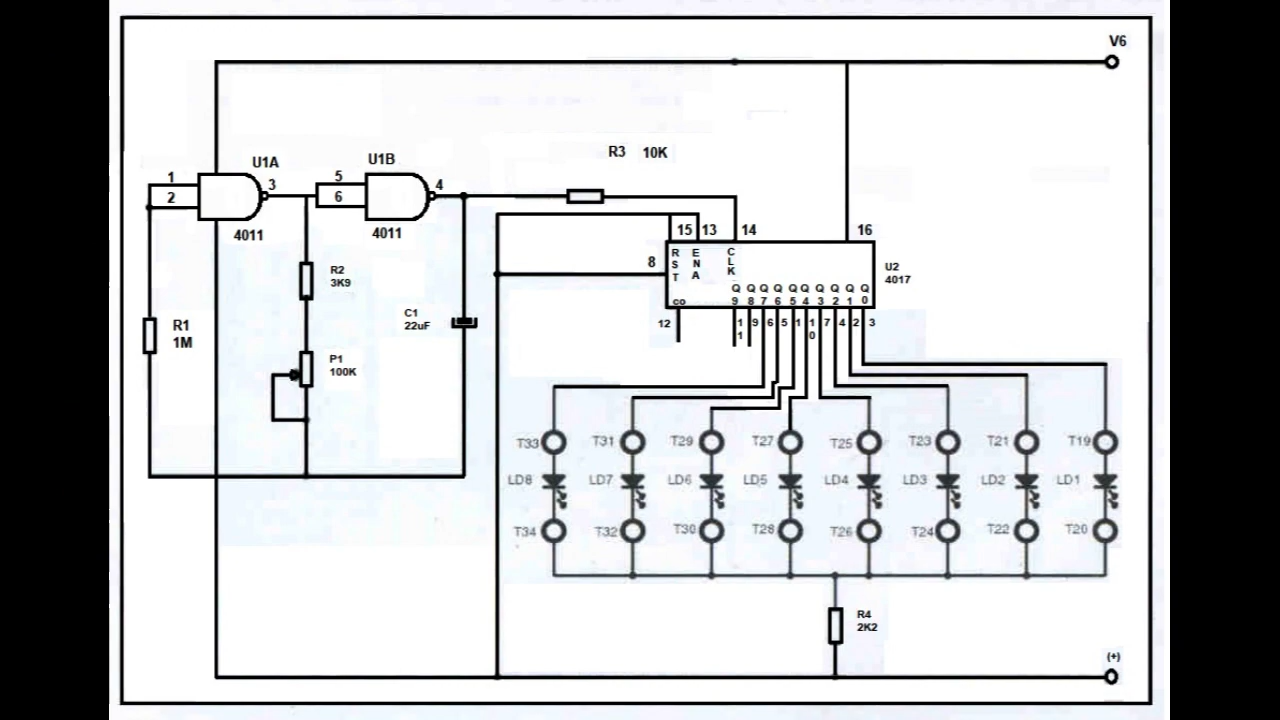 V6
R3 10K
U1A
U1B
1
2
3
5
6
4
4011
4011
15 13 14 16
8
R
S
T
E
N
A
C
L
K
U2
4017
R2
3K9
Q Q Q Q Q Q Q Q Q Q
9 8 7 6 5 4 3 2 1 0
CO
12
1
1
9 6 5 1
0
7 4 2 3
C1
22uF
R1
1M
P1
100K
T33 T31 T29 T27 T25 T23 T21 T19
LD8 LD7 LD6 LD5 LD4 LD3 LD2 LD1
T34 T32 T30 T28 T26 T24 T22 T20
R4
2K2
(+)